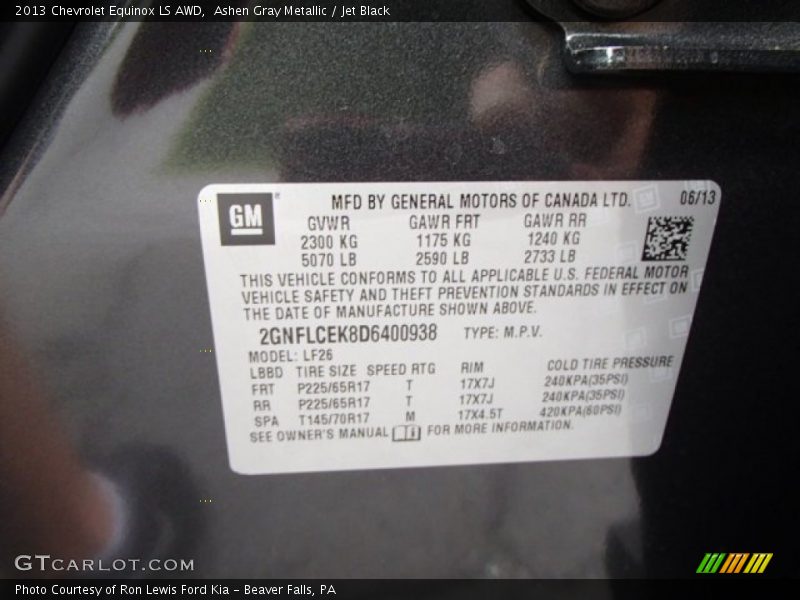 2013 Chevrolet Equinox LS AWD,  Ashen Gray Metallic / Jet Black
GM
MFD BY GENERAL MOTORS OF CANADA LTD. 06/13
GVWR GAWR FRT GAWR RR
2300 KG 1175 KG 1240 KG
5070 LB 2590 LB 2733 LB
THIS VEHICLE CONFORMS TO ALL APPLICABLE U.S. FEDERAL MOTOR
VEHICLE SAFETY AND THEFT PREVENTION STANDARDS IN EFFECT ON
THE DATE OF MANUFACTURE SHOWN ABOVE.
2GNFLCEK8D6400938 TYPE: M.P.V.
MODEL: LF26
LBBD TIRE SIZE SPEED RTG RIM COLD TIRE PRESSURE
FRT P225/65R17 T 17X7J 240KPA(35PSI)
RR P225/65R17 T 17X7J 240KPA(35PSI)
SPA T145/70R17 M 17X4.5T 420KPA(60PSI)
SEE OWNER'S MANUAL FOR MORE INFORMATION.
GTCARLOT.COM
Photo Courtesy of Ron Lewis Ford Kia - Beaver Falls, PA